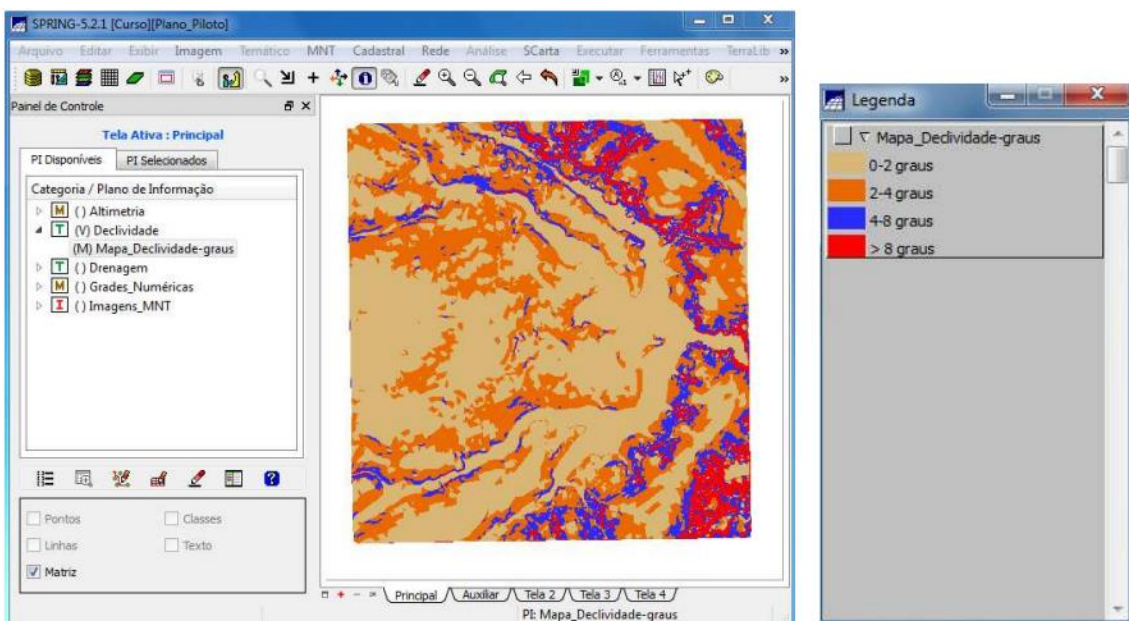 SPRING-5.2.1 [Curso][Plano_Piloto]
Arquivo Editar Exibir Imagem Temático MNT Cadastral Rede Análise SCarta Executar Ferramentas TerraLib »
Painel de Controle
Tela Ativa : Principal
PI Disponíveis PI Selecionados
Categoria / Plano de Informação
M ( ) Altimetria
T (V) Declividade
(M) Mapa_Declividade-graus
T ( ) Drenagem
M ( ) Grades_Numéricas
I ( ) Imagens_MNT
Pontos Classes
Linhas Texto
Matriz
Principal Auxiliar Tela 2 Tela 3 Tela 4
PI: Mapa_Declividade-graus
Legenda
Mapa_Declividade-graus
0-2 graus
2-4 graus
4-8 graus
> 8 graus